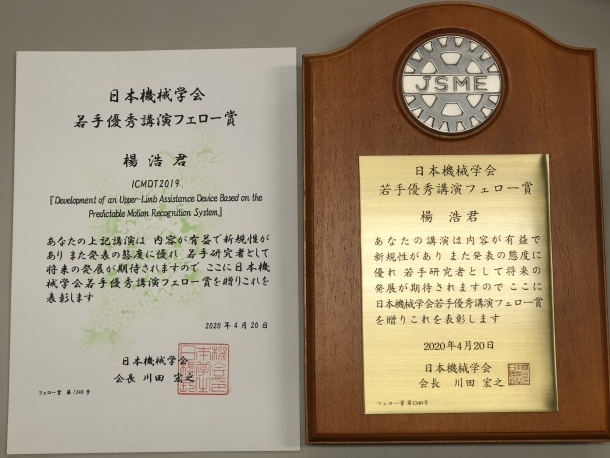 日本機械学会
若手優秀講演フェロー賞
楊 浩 君
ICMDT2019
『Development of an Upper-Limb Assistance Device Based on the
Predictable Motion Recognition System』
あなたの上記講演は 内容が有益で新規性が
あり また発表の態度に優れ 若手研究者として
将来の発展が期待されますので ここに日本機
械学会若手優秀講演フェロー賞を贈りこれを
表彰します
2020 年 4 月 20 日
日本機械学会
会長 川田 宏之
フェロー賞 第 1340 号
JSME
日本機械学会
若手優秀講演フェロー賞
楊 浩 君
あなたの講演は内容が有益で
新規性があり また発表の態度に
優れ 若手研究者として将来の
発展が期待されますので ここに
日本機械学会若手優秀講演フェロー賞
を贈りこれを表彰します
2020年4月20日
日本機械学会
会長 川田 宏之
フェロー賞 第1340号